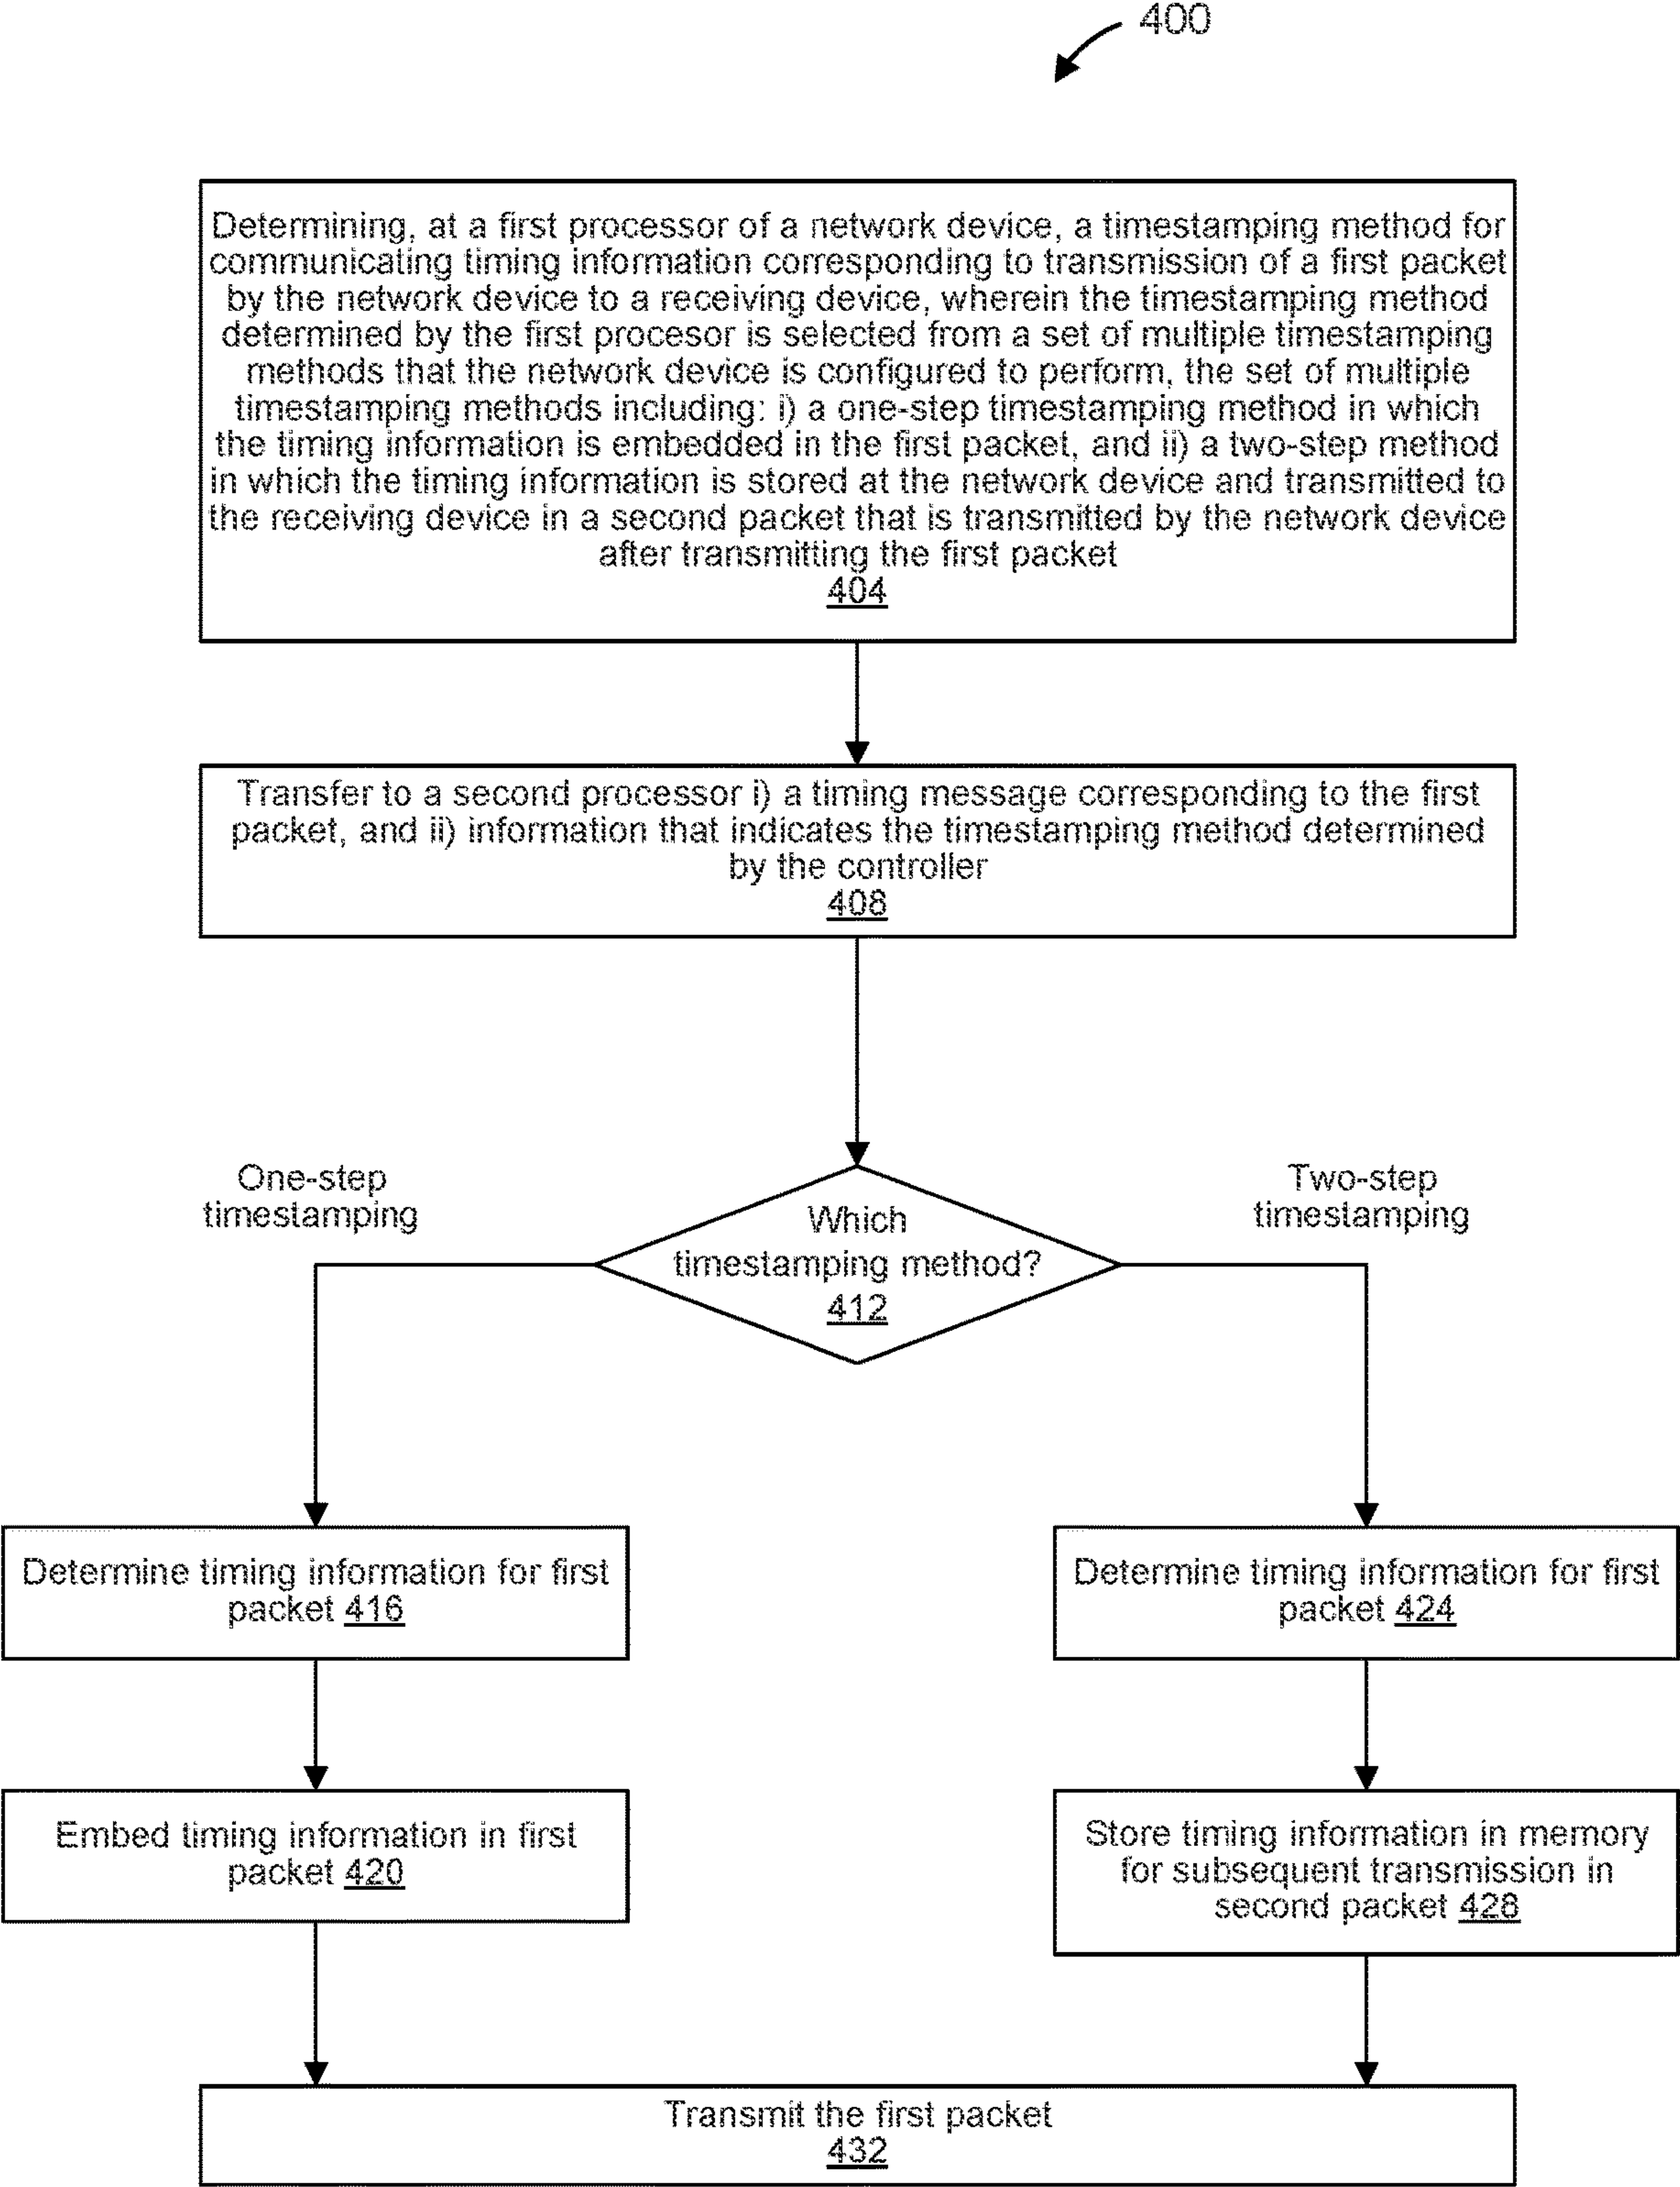 400
Determining, at a first processor of a network device, a timestamping method for
communicating timing information corresponding to transmission of a first packet
by the network device to a receiving device, wherein the timestamping method
determined by the first procesor is selected from a set of multiple timestamping
methods that the network device is configured to perform, the set of multiple
timestamping methods including: i) a one-step timestamping method in which
the timing information is embedded in the first packet, and ii) a two-step method
in which the timing information is stored at the network device and transmitted to
the receiving device in a second packet that is transmitted by the network device
after transmitting the first packet
404
Transfer to a second processor i) a timing message corresponding to the first
packet, and ii) information that indicates the timestamping method determined
by the controller
408
One-step
timestamping
Two-step
timestamping
Which
timestamping method?
412
Determine timing information for first
packet 416
Determine timing information for first
packet 424
Embed timing information in first
packet 420
Store timing information in memory
for subsequent transmission in
second packet 428
Transmit the first packet
432